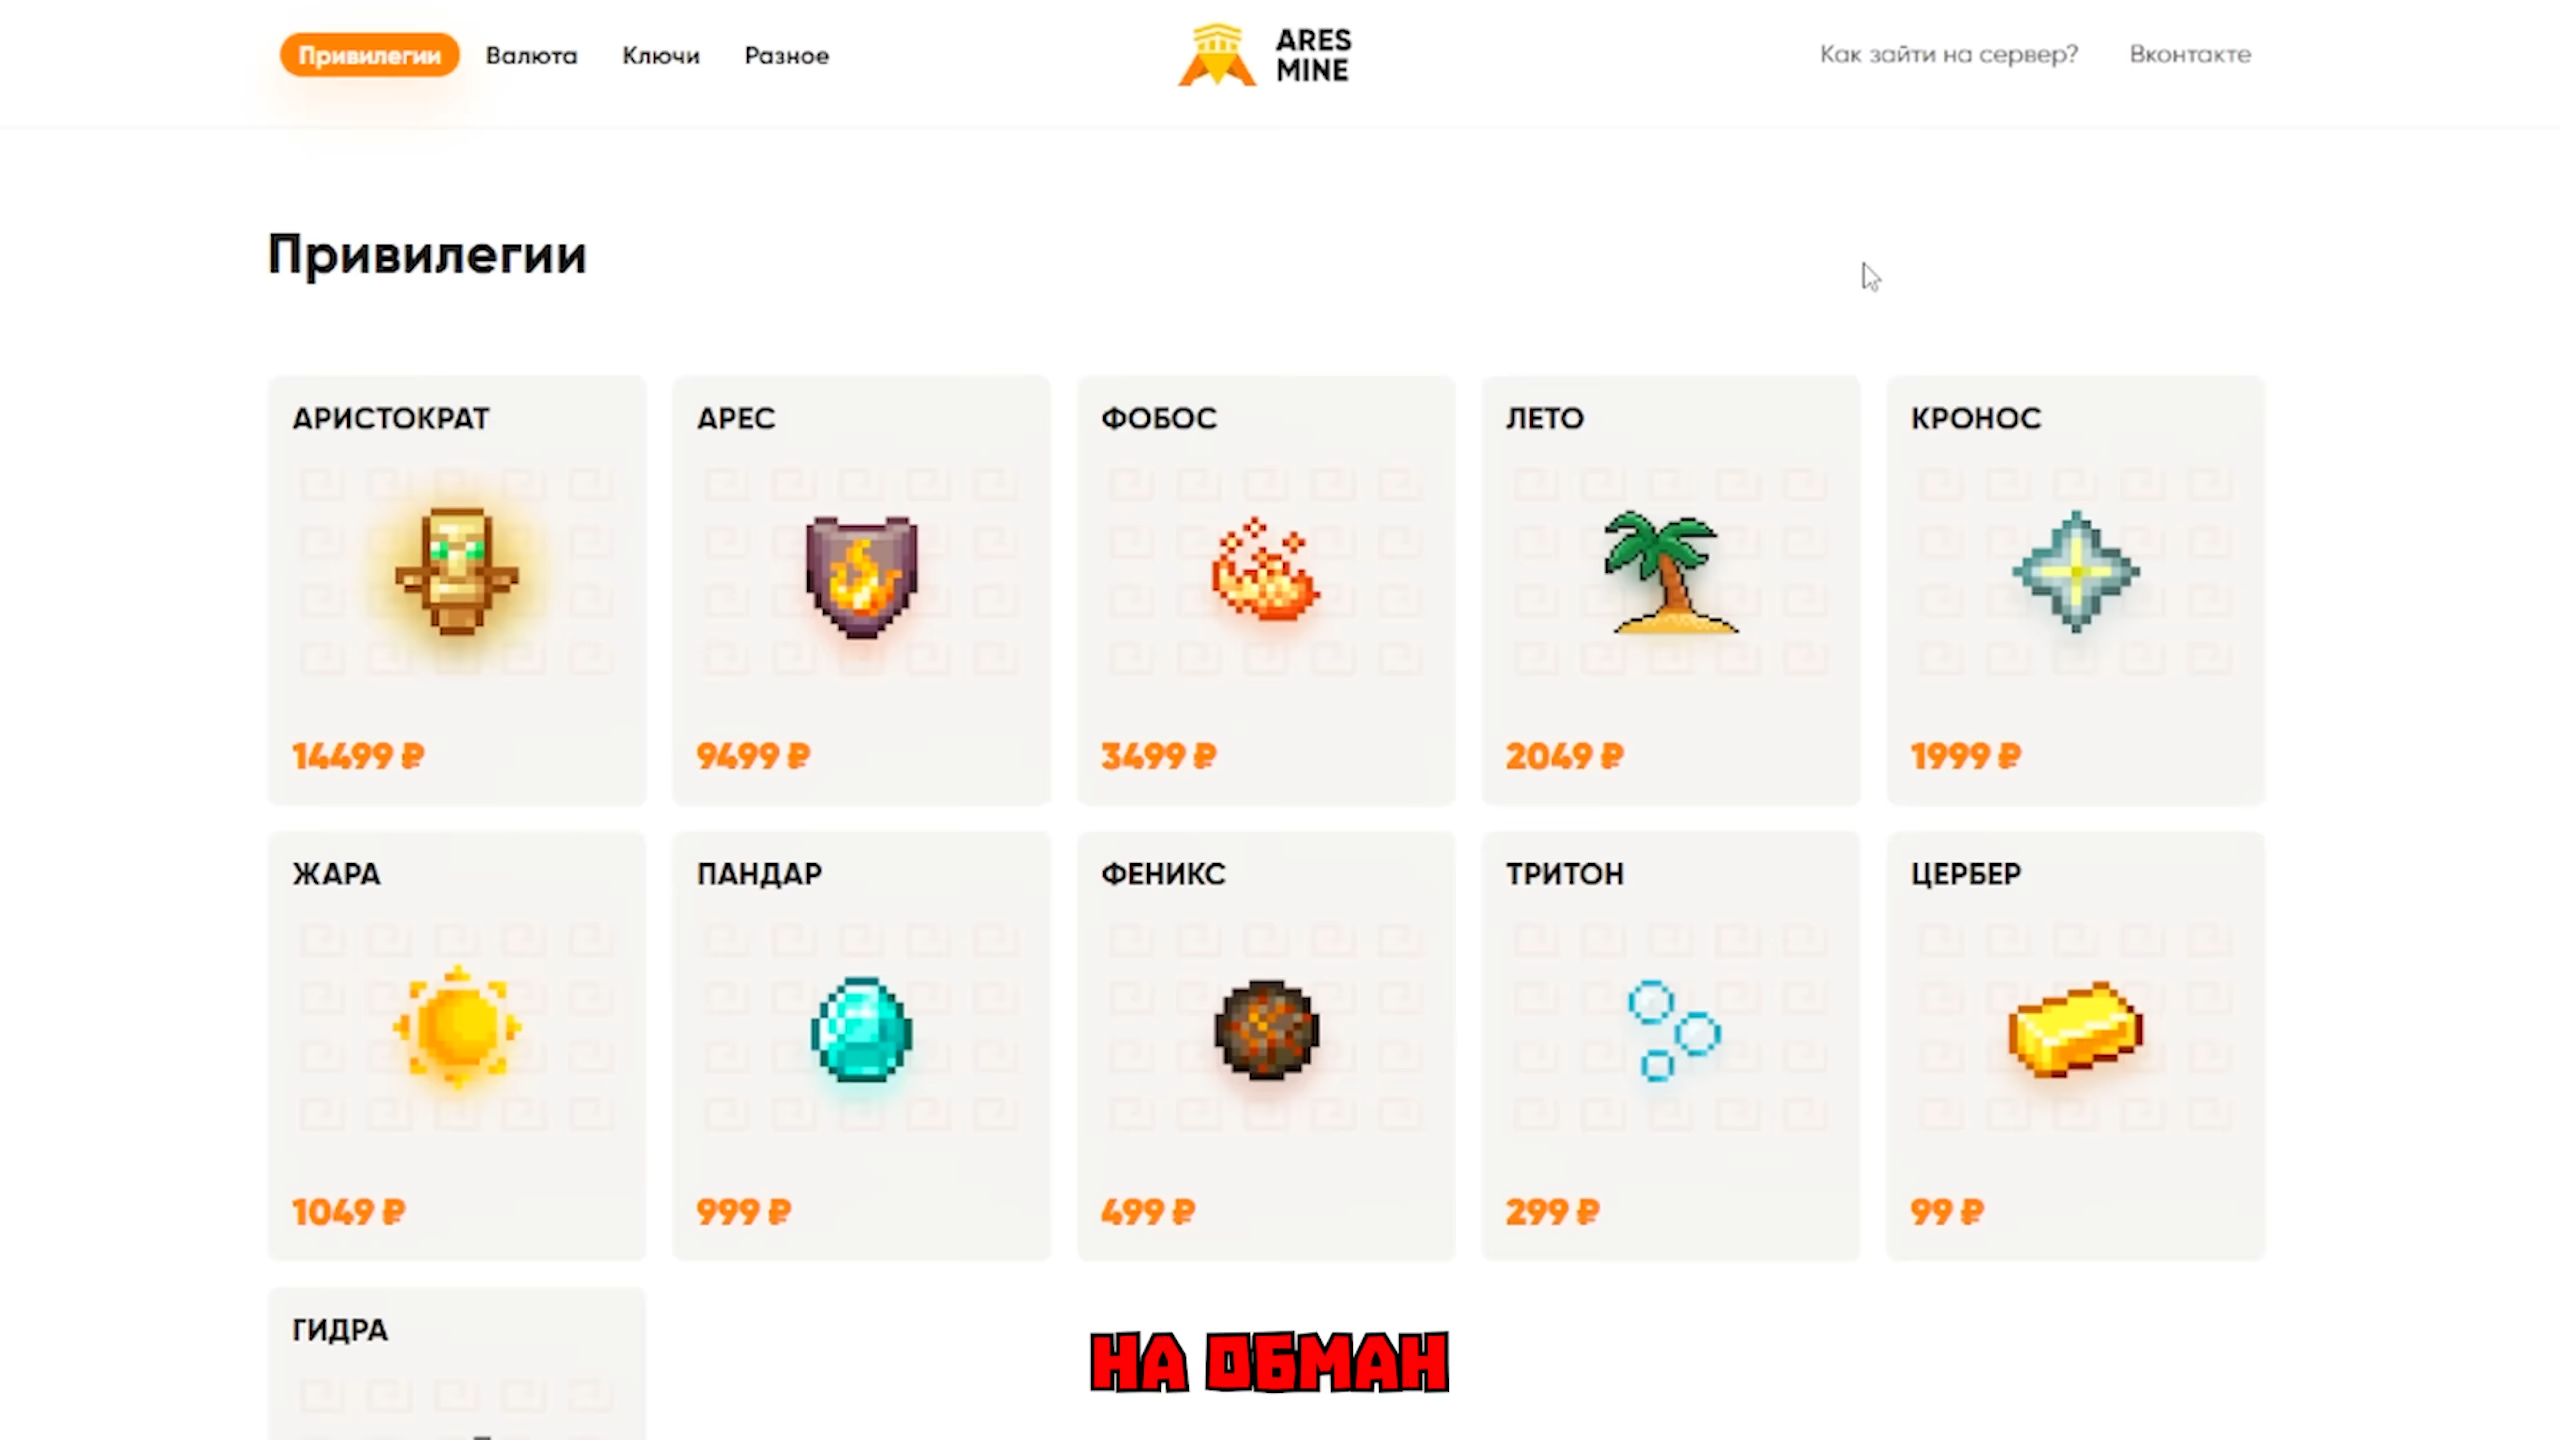 Привилегии Валюта Ключи Разное
ARES
MINE
Как зайти на сервер? Вконтакте
Привилегии
АРИСТОКРАТ АРЕС ФОБОС ЛЕТО КРОНОС
14499 ₽ 9499 ₽ 3499 ₽ 2049 ₽ 1999 ₽
ЖАРА ПАНДАР ФЕНИКС ТРИТОН ЦЕРБЕР
1049 ₽ 999 ₽ 499 ₽ 299 ₽ 99 ₽
ГИДРА
НА ОБМАН